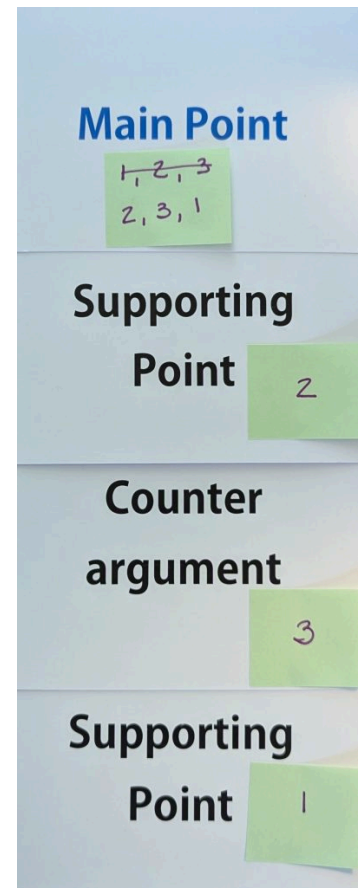 Main Point
1, 2, 3
2, 3, 1
Supporting
Point
2
Counter
argument
3
Supporting
Point
1